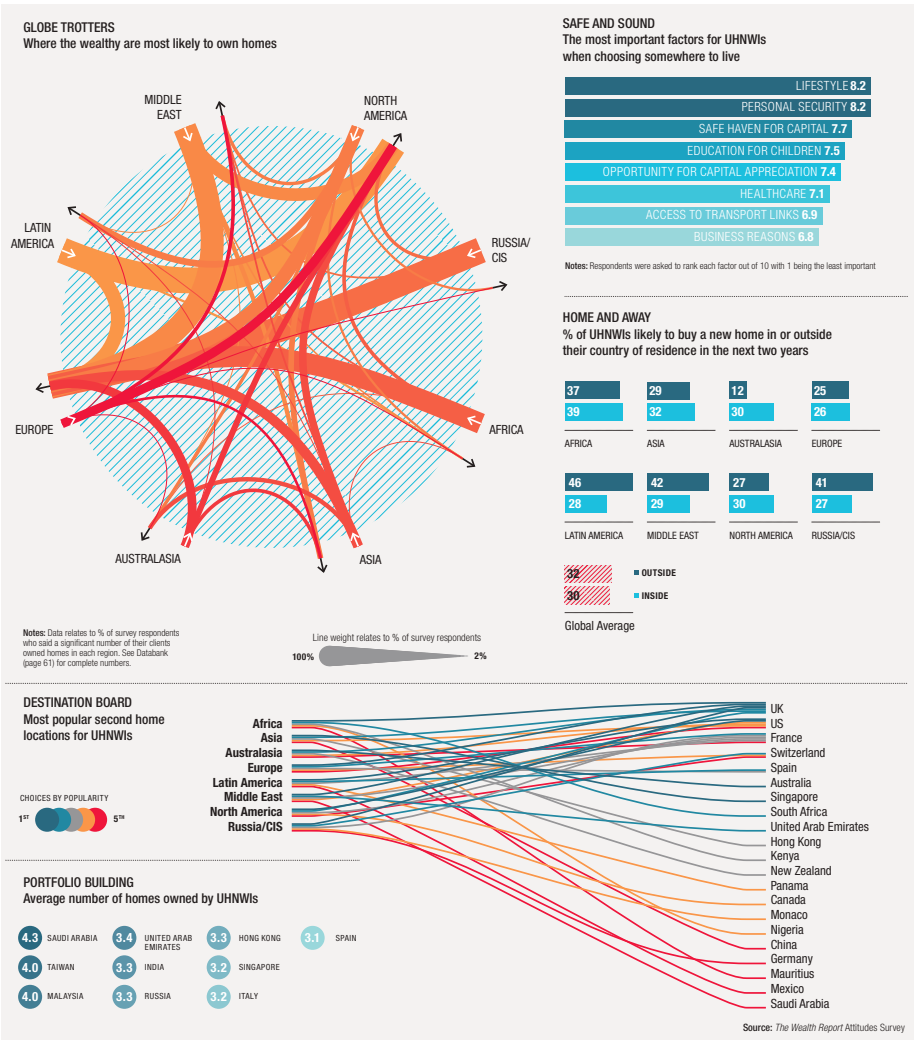 GLOBE TROTTERS
Where the wealthy are most likely to own homes
MIDDLE
EAST
NORTH
AMERICA
LATIN
AMERICA
RUSSIA/
CIS
EUROPE
AFRICA
AUSTRALASIA
ASIA
Notes: Data relates to % of survey respondents
who said a significant number of their clients
owned homes in each region. See Databank
(page 61) for complete numbers.
Line weight relates to % of survey respondents
100%
2%
SAFE AND SOUND
The most important factors for UHNWIs
when choosing somewhere to live
LIFESTYLE 8.2
PERSONAL SECURITY 8.2
SAFE HAVEN FOR CAPITAL 7.7
EDUCATION FOR CHILDREN 7.5
OPPORTUNITY FOR CAPITAL APPRECIATION 7.4
HEALTHCARE 7.1
ACCESS TO TRANSPORT LINKS 6.9
BUSINESS REASONS 6.8
Notes: Respondents were asked to rank each factor out of 10 with 1 being the least important
HOME AND AWAY
% of UHNWIs likely to buy a new home in or outside
their country of residence in the next two years
37 29 12 25
39 32 30 26
AFRICA ASIA AUSTRALASIA EUROPE
46 42 27 41
28 29 30 27
LATIN AMERICA MIDDLE EAST NORTH AMERICA RUSSIA/CIS
32 OUTSIDE
30 INSIDE
Global Average
DESTINATION BOARD
Most popular second home
locations for UHNWIs
CHOICES BY POPULARITY
1ST 5TH
Africa
Asia
Australasia
Europe
Latin America
Middle East
North America
Russia/CIS
UK
US
France
Switzerland
Spain
Australia
Singapore
South Africa
United Arab Emirates
Hong Kong
Kenya
New Zealand
Panama
Canada
Monaco
Nigeria
China
Germany
Mauritius
Mexico
Saudi Arabia
PORTFOLIO BUILDING
Average number of homes owned by UHNWIs
4.3 SAUDI ARABIA
4.0 TAIWAN
4.0 MALAYSIA
3.4 UNITED ARAB
EMIRATES
3.3 INDIA
3.3 RUSSIA
3.3 HONG KONG
3.2 SINGAPORE
3.2 ITALY
3.1 SPAIN
Source: The Wealth Report Attitudes Survey